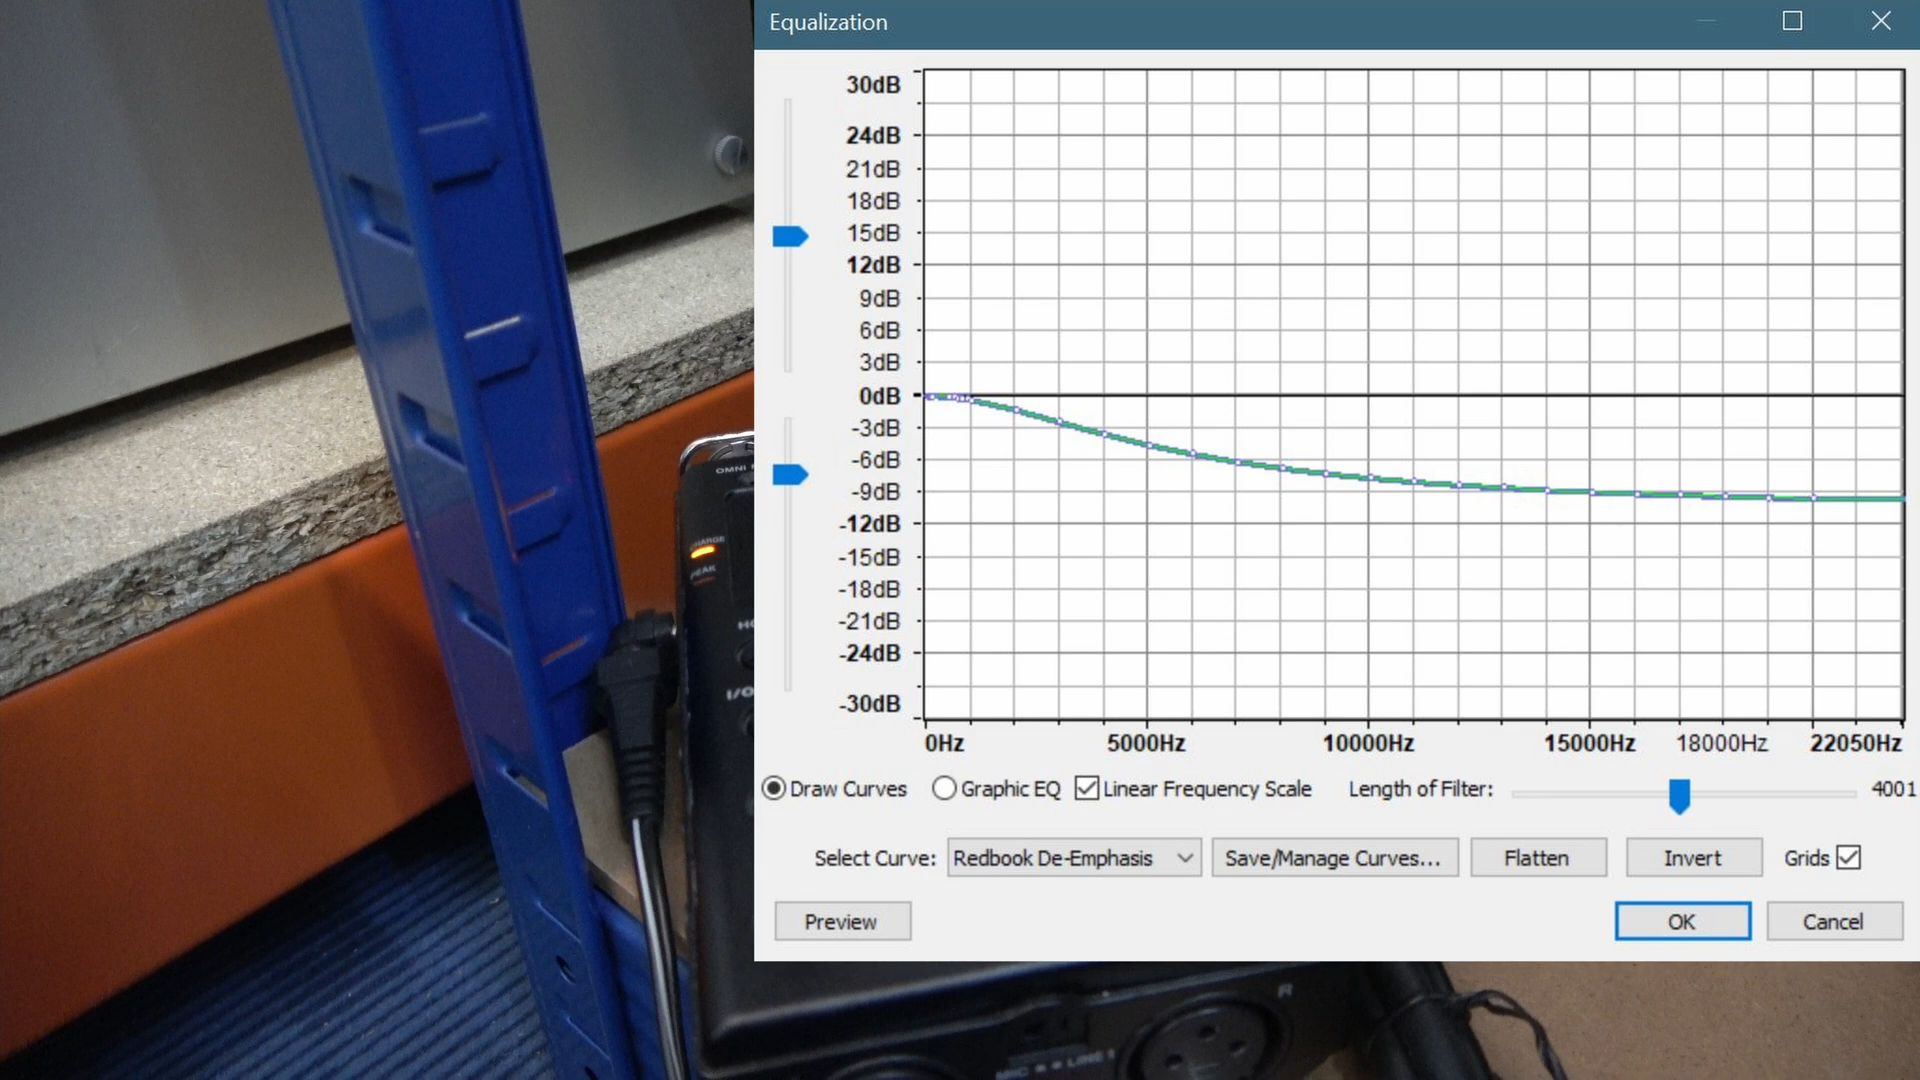 Equalization
30dB
24dB
21dB
18dB
15dB
12dB
9dB
6dB
3dB
0dB
-3dB
-6dB
-9dB
-12dB
-15dB
-18dB
-21dB
-24dB
-30dB
0Hz 5000Hz 10000Hz 15000Hz 18000Hz 22050Hz
Draw Curves Graphic EQ Linear Frequency Scale Length of Filter: 4001
Select Curve: Redbook De-Emphasis Save/Manage Curves... Flatten Invert Grids
Preview OK Cancel
OMNI
PEAK
I/O
R
MIC LINE